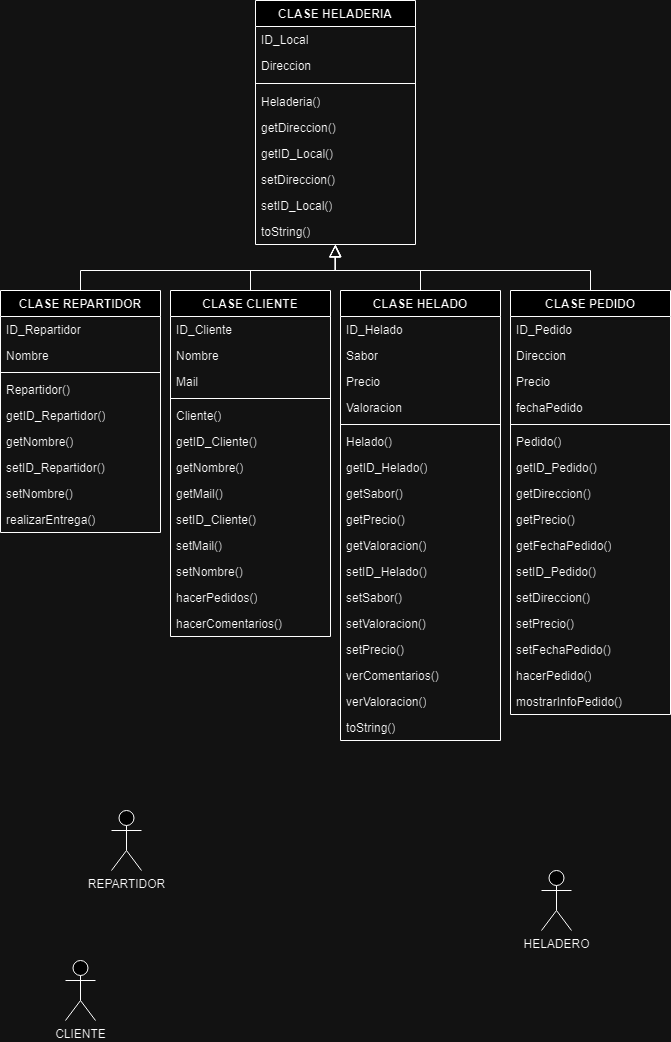 CLASE HELADERIA
ID_Local
Direccion
Heladeria()
getDireccion()
getID_Local()
setDireccion()
setID_Local()
toString()
CLASE REPARTIDOR
ID_Repartidor
Nombre
Repartidor()
getID_Repartidor()
getNombre()
setID_Repartidor()
setNombre()
realizarEntrega()
CLASE CLIENTE
ID_Cliente
Nombre
Mail
Cliente()
getID_Cliente()
getNombre()
getMail()
setID_Cliente()
setMail()
setNombre()
hacerPedidos()
hacerComentarios()
CLASE HELADO
ID_Helado
Sabor
Precio
Valoracion
Helado()
getID_Helado()
getSabor()
getPrecio()
getValoracion()
setID_Helado()
setSabor()
setValoracion()
setPrecio()
verComentarios()
verValoracion()
toString()
CLASE PEDIDO
ID_Pedido
Direccion
Precio
fechaPedido
Pedido()
getID_Pedido()
getDireccion()
getPrecio()
getFechaPedido()
setID_Pedido()
setDireccion()
setPrecio()
setFechaPedido()
hacerPedido()
mostrarInfoPedido()
REPARTIDOR
HELADERO
CLIENTE